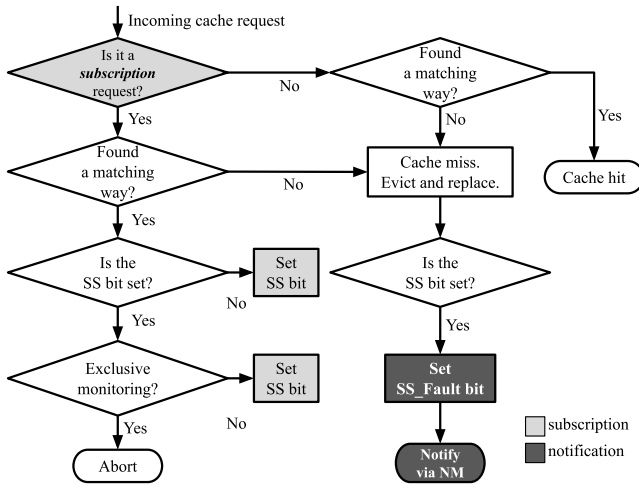 Incoming cache request
Is it a
subscription
request?
No
Found
a matching
way?
Yes
Yes
No
Found
a matching
way?
No
Cache miss.
Evict and replace.
Cache hit
Yes
Is the
SS bit set?
No
Set
SS bit
Is the
SS bit set?
Yes
Yes
Exclusive
monitoring?
No
Set
SS bit
Set
SS_Fault bit
Yes
Abort
Notify
via NM
subscription
notification